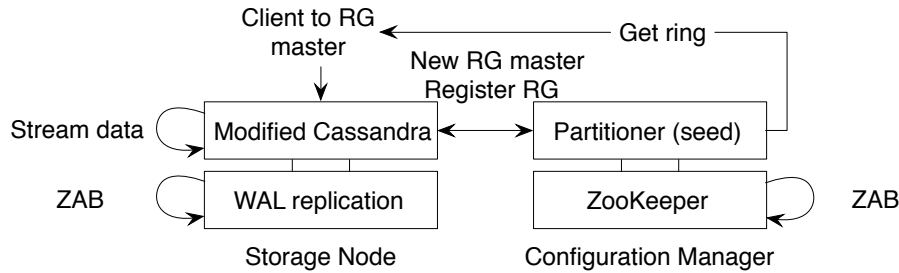 Client to RG
master
Get ring
New RG master
Register RG
Stream data
Modified Cassandra
Partitioner (seed)
ZAB
WAL replication
ZooKeeper
ZAB
Storage Node
Configuration Manager